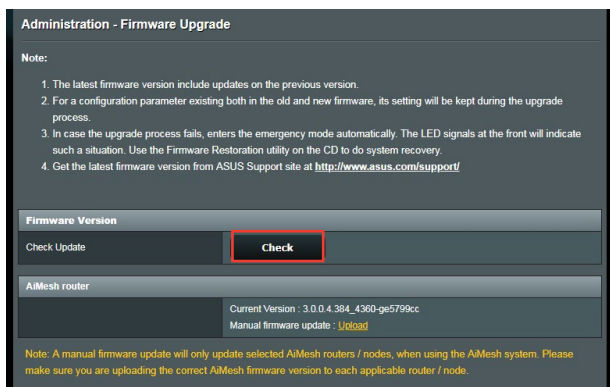 Administration - Firmware Upgrade
Note:
1. The latest firmware version include updates on the previous version.
2. For a configuration parameter existing both in the old and new firmware, its setting will be kept during the upgrade
process.
3. In case the upgrade process fails, enters the emergency mode automatically. The LED signals at the front will indicate
such a situation. Use the Firmware Restoration utility on the CD to do system recovery.
4. Get the latest firmware version from ASUS Support site at http://www.asus.com/support/
Firmware Version
Check Update Check
AiMesh router
Current Version : 3.0.0.4.384_4360-ge5799cc
Manual firmware update : Upload
Note: A manual firmware update will only update selected AiMesh routers / nodes, when using the AiMesh system. Please
make sure you are uploading the correct AiMesh firmware version to each applicable router / node.